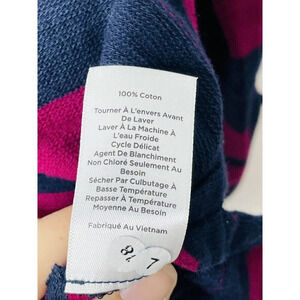 100% Coton
Tourner À L'envers Avant
De Laver
Laver À La Machine À
L'eau Froide
Cycle Délicat
Agent De Blanchiment
Non Chloré Seulement Au
Besoin
Sécher Par Culbutage À
Basse Température
Repasser À Température
Moyenne Au Besoin
Fabriqué Au Vietnam